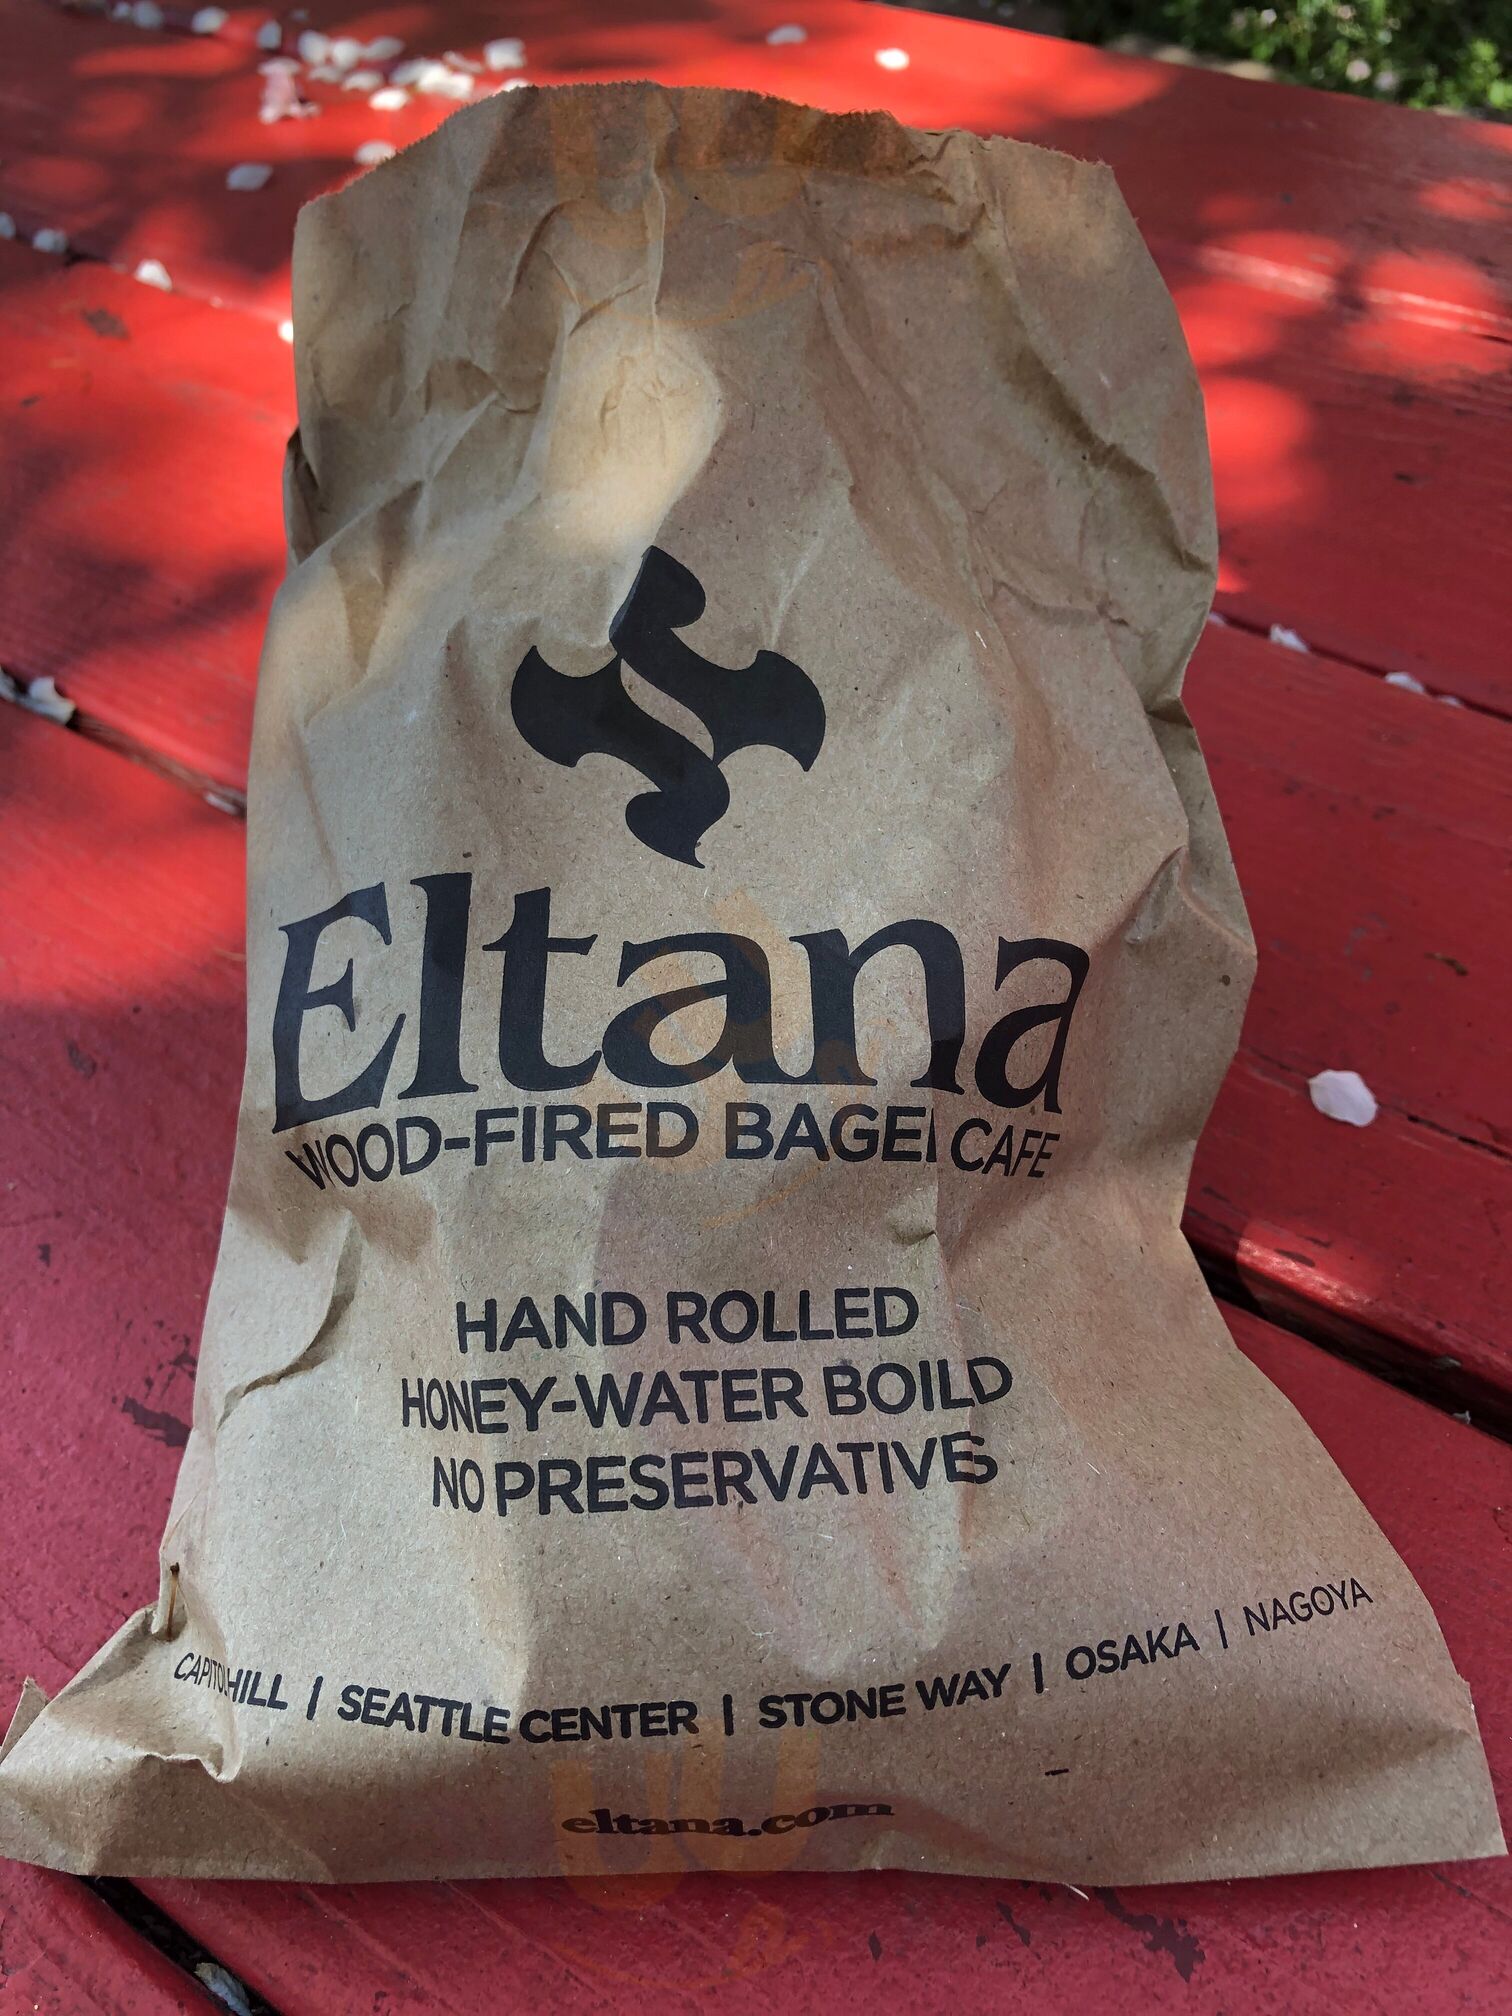 Eltana
WOOD-FIRED BAGEL CAFE
HAND ROLLED
HONEY-WATER BOILD
NO PRESERVATIVES
CAPITOL HILL | SEATTLE CENTER | STONE WAY | OSAKA | NAGOYA
eltana.com